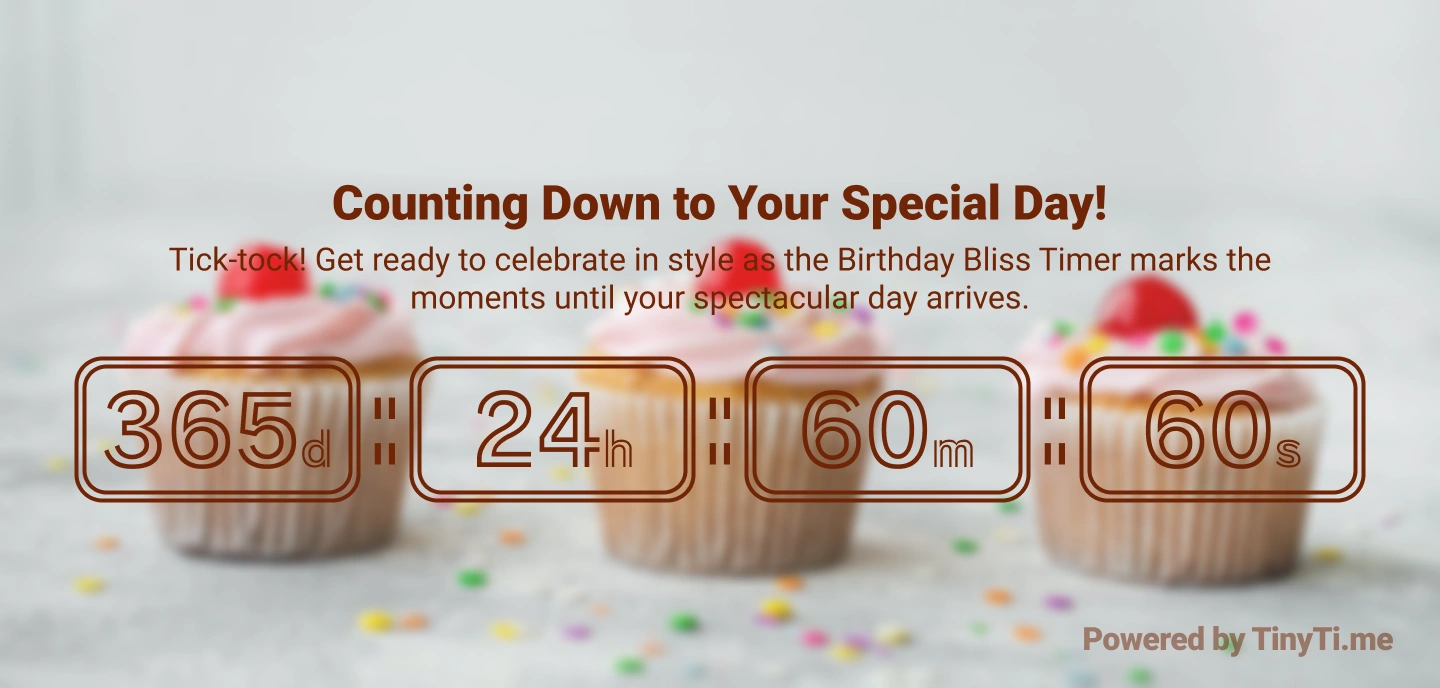 Counting Down to Your Special Day!
Tick-tock! Get ready to celebrate in style as the Birthday Bliss Timer marks the
moments until your spectacular day arrives.
365d :: 24h :: 60m :: 60s
Powered by TinyTi.me